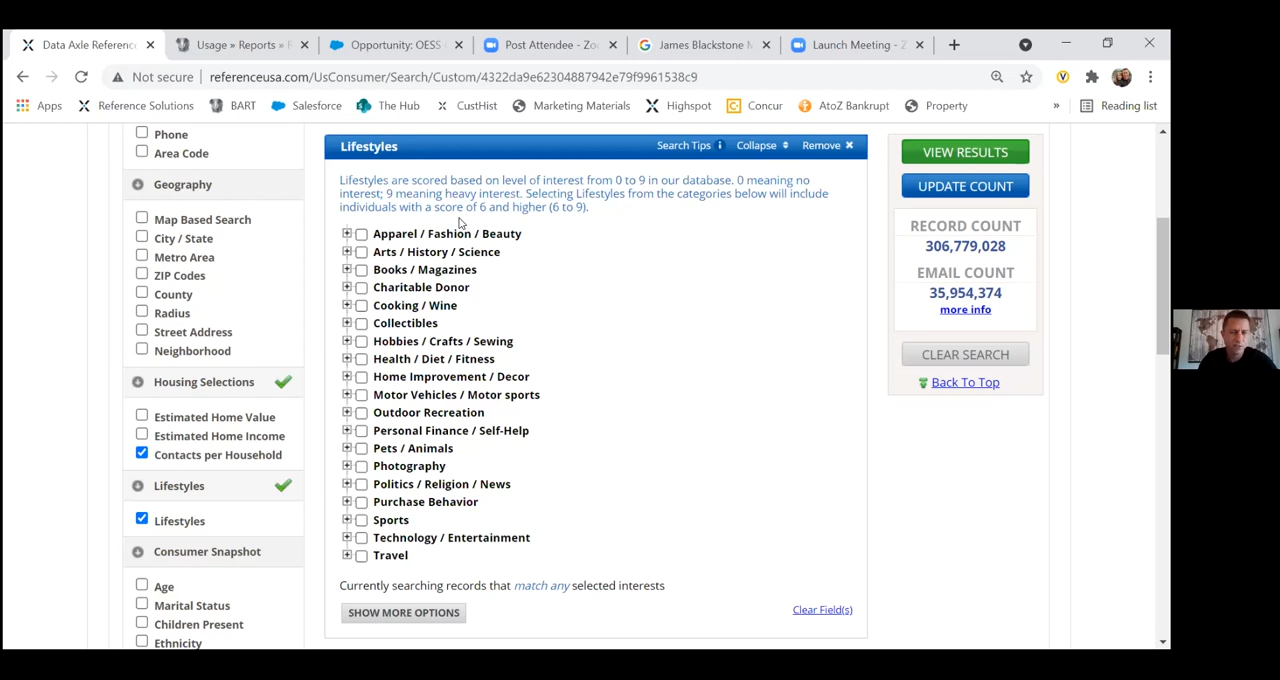 Data Axle Reference
Usage » Reports » R
Opportunity: OESS
Post Attendee - Zoo
James Blackstone M
Launch Meeting - Z
Not secure
referenceusa.com/UsConsumer/Search/Custom/4322da9e62304887942e79f9961538c9
Apps
Reference Solutions
BART
Salesforce
The Hub
CustHist
Marketing Materials
Highspot
Concur
AtoZ Bankrupt
Property
»
Reading list
Phone
Area Code
Geography
Map Based Search
City / State
Metro Area
ZIP Codes
County
Radius
Street Address
Neighborhood
Housing Selections
Estimated Home Value
Estimated Home Income
Contacts per Household
Lifestyles
Lifestyles
Consumer Snapshot
Age
Marital Status
Children Present
Ethnicity
Lifestyles
Search Tips
Collapse
Remove
Lifestyles are scored based on level of interest from 0 to 9 in our database. 0 meaning no
interest; 9 meaning heavy interest. Selecting Lifestyles from the categories below will include
individuals with a score of 6 and higher (6 to 9).
Apparel / Fashion / Beauty
Arts / History / Science
Books / Magazines
Charitable Donor
Cooking / Wine
Collectibles
Hobbies / Crafts / Sewing
Health / Diet / Fitness
Home Improvement / Decor
Motor Vehicles / Motor sports
Outdoor Recreation
Personal Finance / Self-Help
Pets / Animals
Photography
Politics / Religion / News
Purchase Behavior
Sports
Technology / Entertainment
Travel
Currently searching records that match any selected interests
SHOW MORE OPTIONS
Clear Field(s)
VIEW RESULTS
UPDATE COUNT
RECORD COUNT
306,779,028
EMAIL COUNT
35,954,374
more info
CLEAR SEARCH
Back To Top